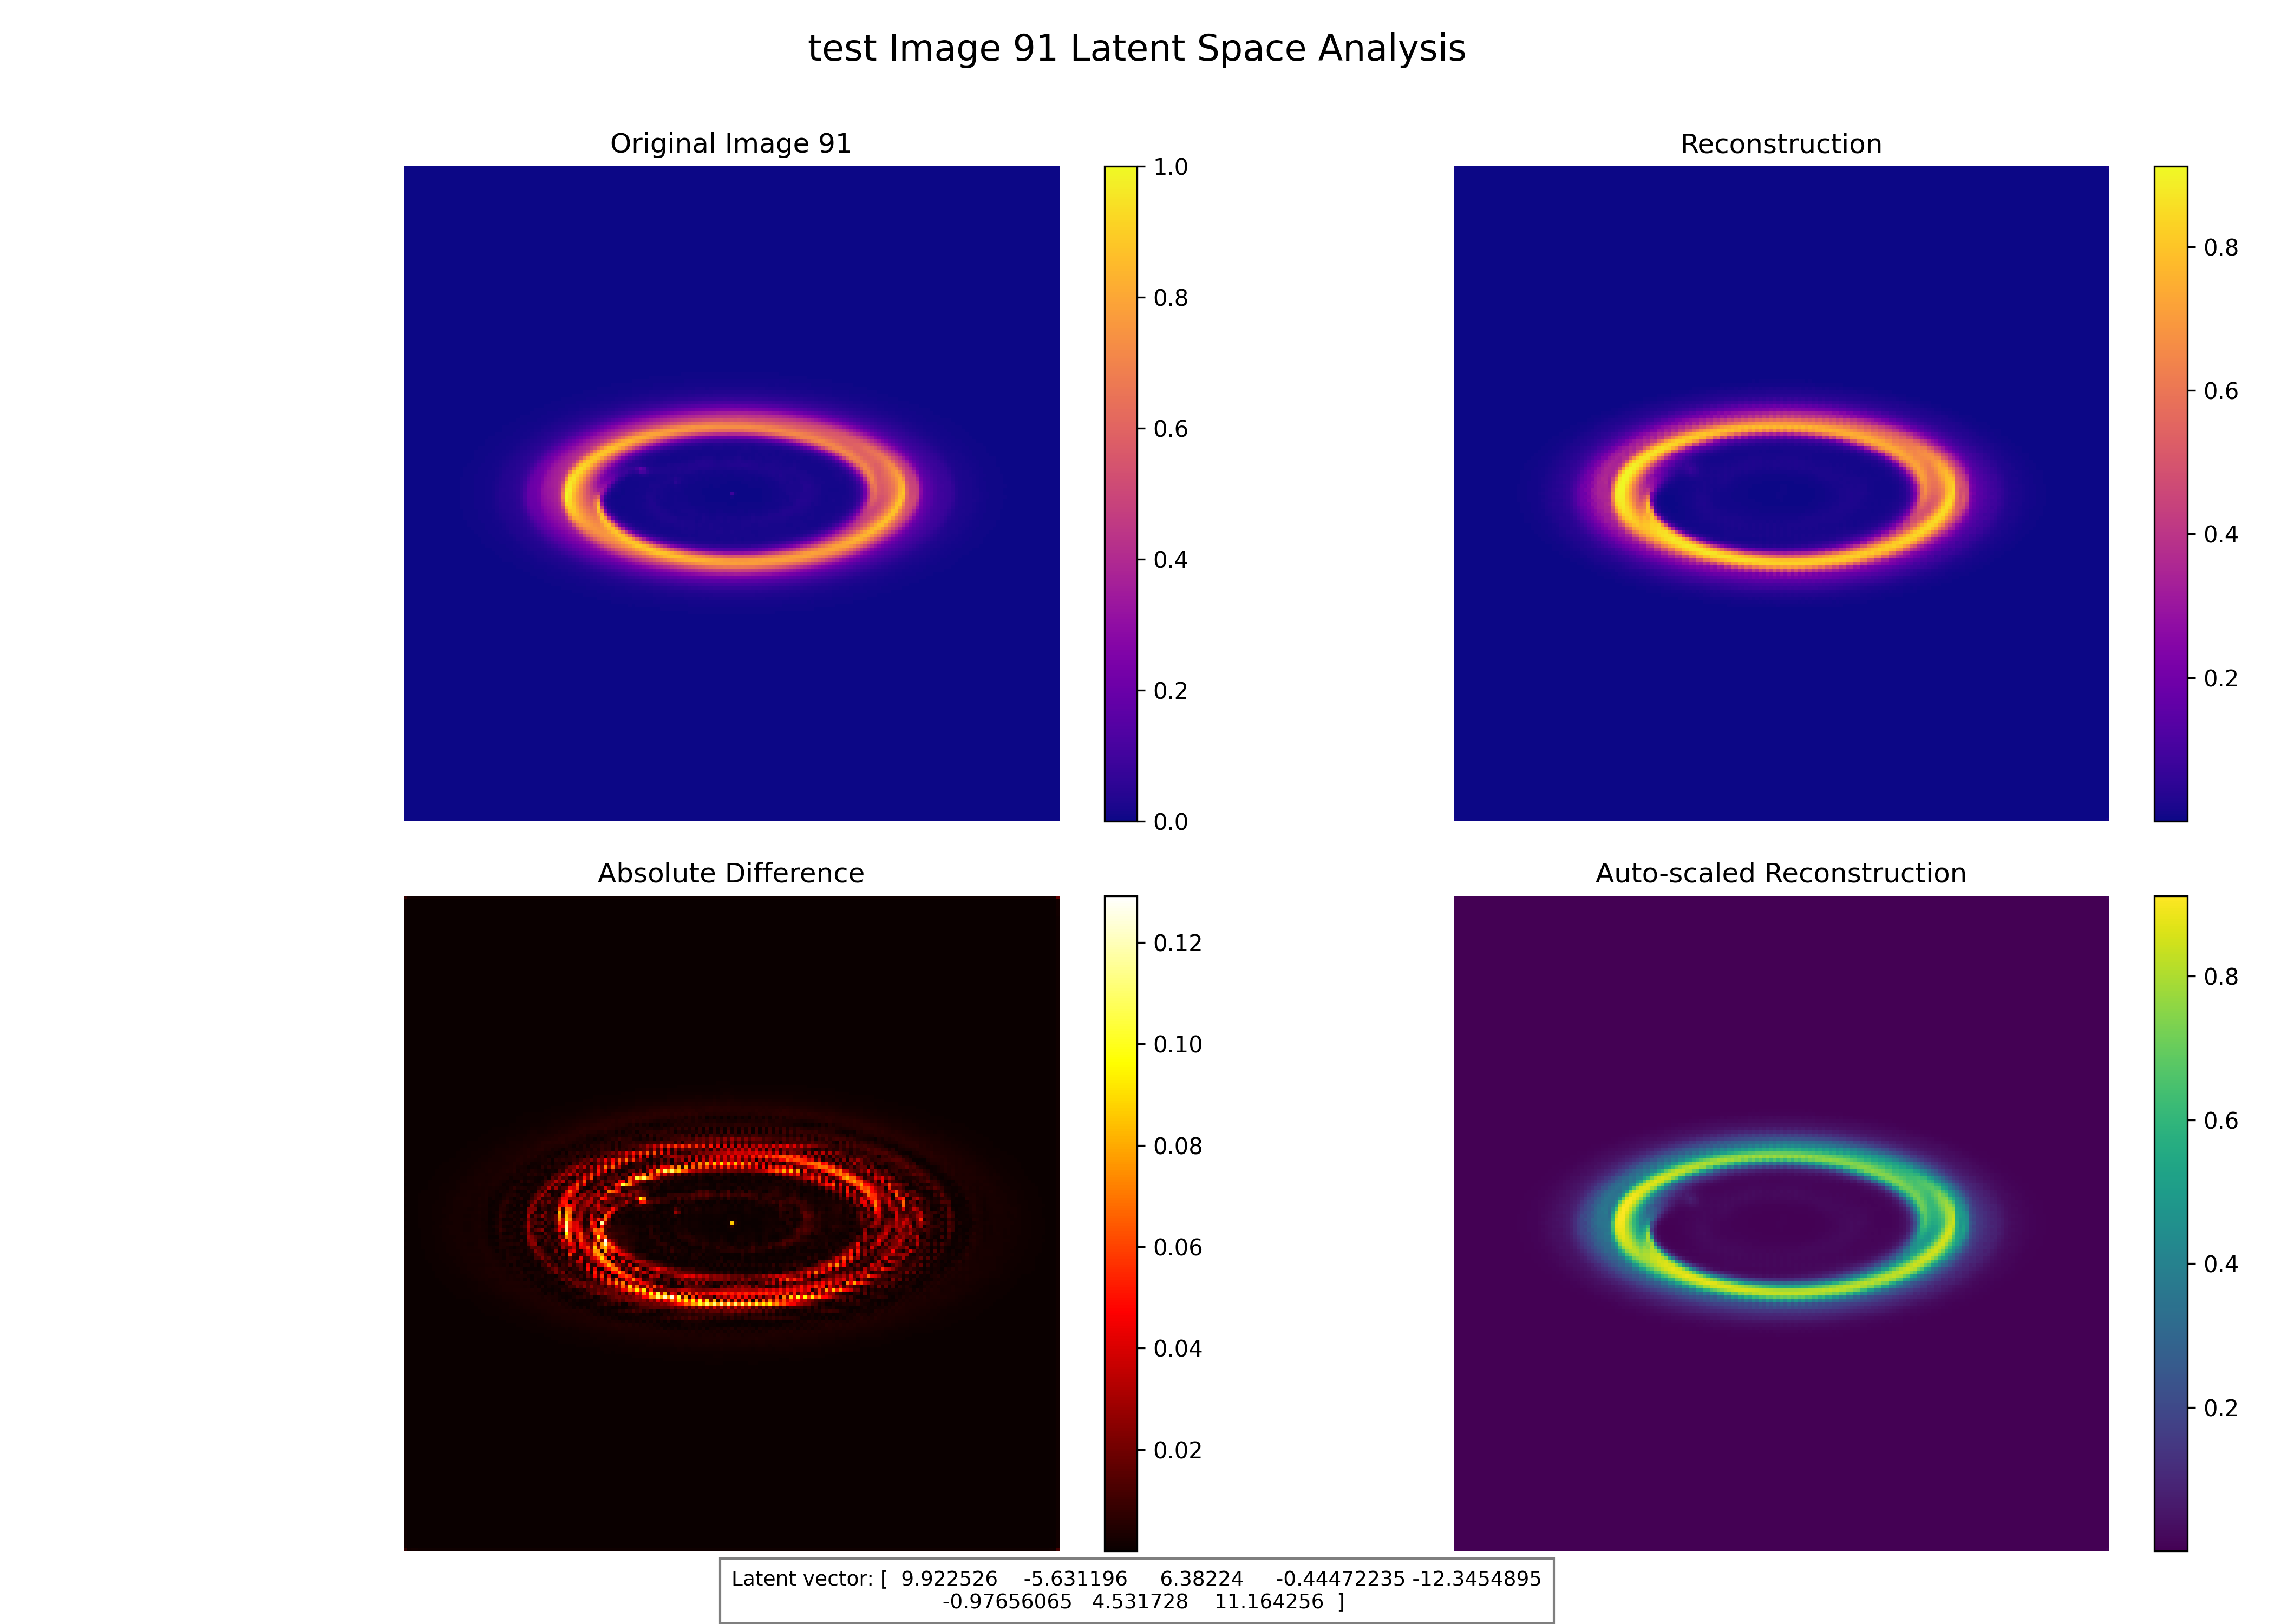 test Image 91 Latent Space Analysis
Original Image 91
1.0
0.8
0.6
0.4
0.2
0.0
Reconstruction
0.8
0.6
0.4
0.2
Absolute Difference
0.12
0.10
0.08
0.06
0.04
0.02
Auto-scaled Reconstruction
0.8
0.6
0.4
0.2
Latent vector: [ 9.922526 -5.631196 6.38224 -0.44472235 -12.3454895
-0.97656065 4.531728 11.164256 ]